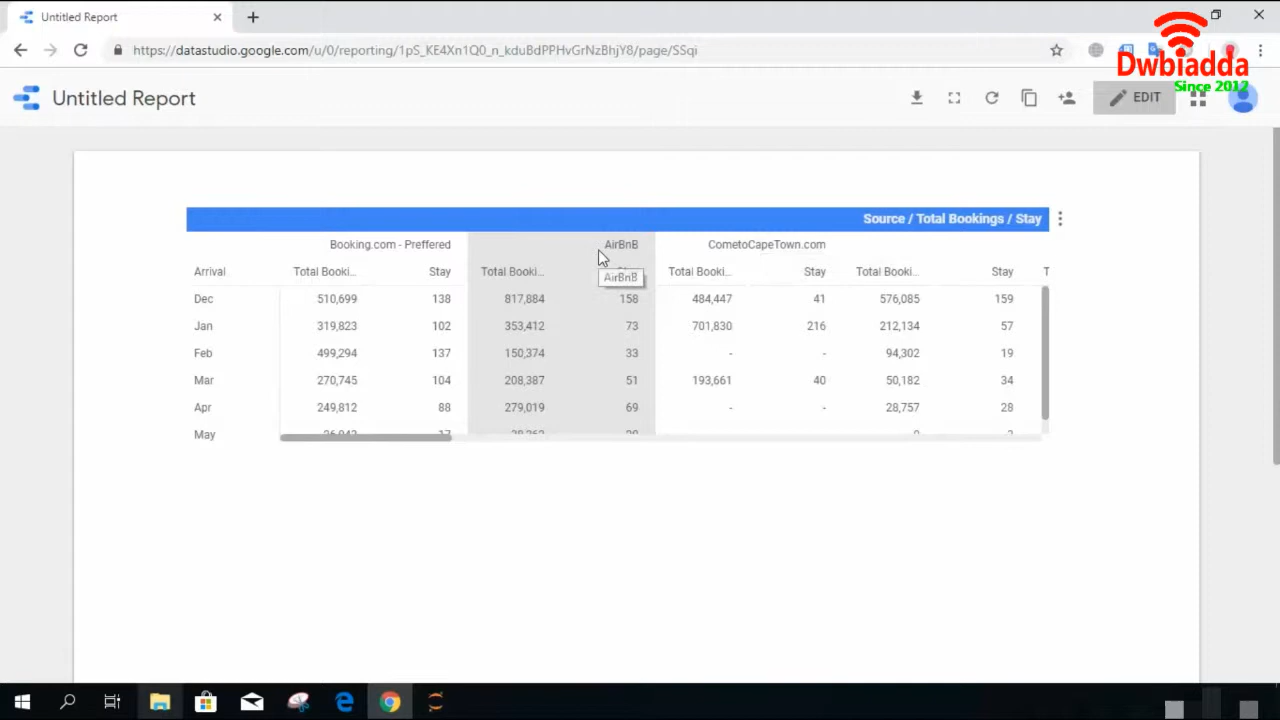 Untitled Report
https://datastudio.google.com/u/0/reporting/1pS_KE4Xn1Q0_n_kduBdPPHvGrNzBhjY8/page/SSqi
Dwbiadda
Since 2012
Untitled Report
EDIT
Source / Total Bookings / Stay
Booking.com - Preffered AirBnB CometoCapeTown.com
Arrival Total Booki... Stay Total Booki... Total Booki... Stay Total Booki... Stay T
AirBnB
Dec 510,699 138 817,884 158 484,447 41 576,085 159
Jan 319,823 102 353,412 73 701,830 216 212,134 57
Feb 499,294 137 150,374 33 - - 94,302 19
Mar 270,745 104 208,387 51 193,661 40 50,182 34
Apr 249,812 88 279,019 69 - - 28,757 28
May